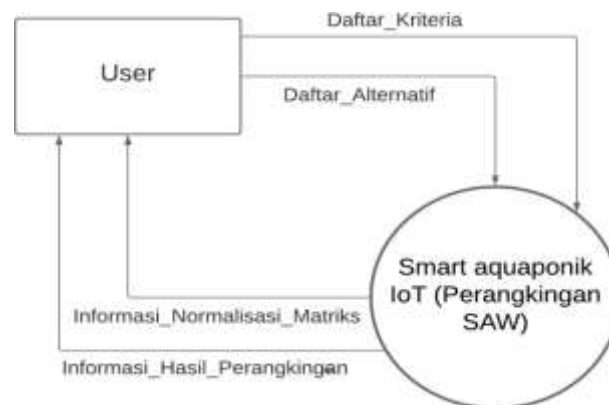 Daftar_Kriteria
User
Daftar_Alternatif
Smart aquaponik
IoT (Perangkingan
SAW)
Informasi_Normalisasi_Matriks
Informasi_Hasil_Perangkingan